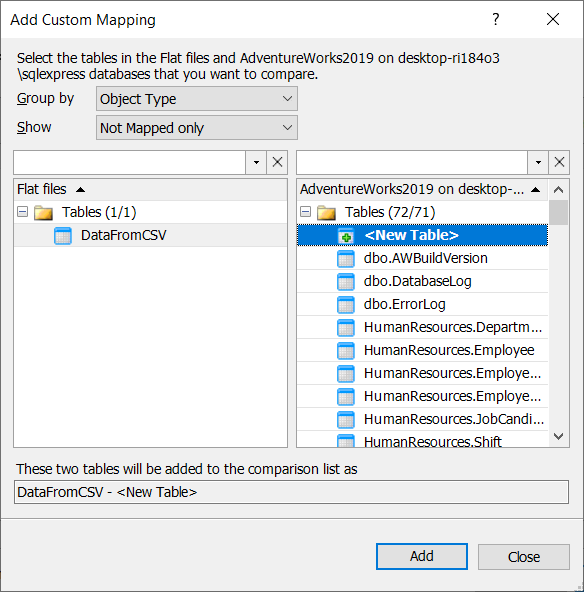 Add Custom Mapping
?
Select the tables in the Flat files and AdventureWorks2019 on desktop-ri184o3
\sqlexpress databases that you want to compare.
Group by Object Type
Show Not Mapped only
Flat files
Tables (1/1)
DataFromCSV
AdventureWorks2019 on desktop-...
Tables (72/71)
<New Table>
dbo.AWBuildVersion
dbo.DatabaseLog
dbo.ErrorLog
HumanResources.Departm...
HumanResources.Employee
HumanResources.Employe...
HumanResources.Employe...
HumanResources.JobCandi...
HumanResources.Shift
These two tables will be added to the comparison list as
DataFromCSV - <New Table>
Add Close